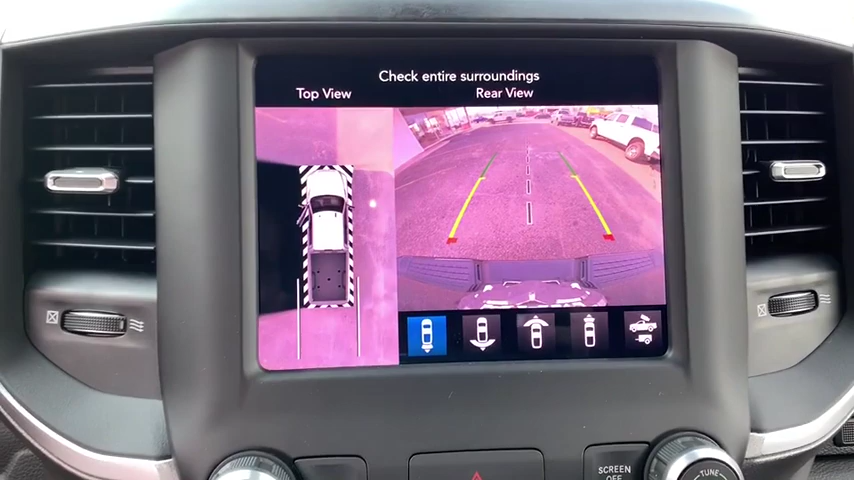 Check entire surroundings
Top View
Rear View
SCREEN
OFF
TUNE